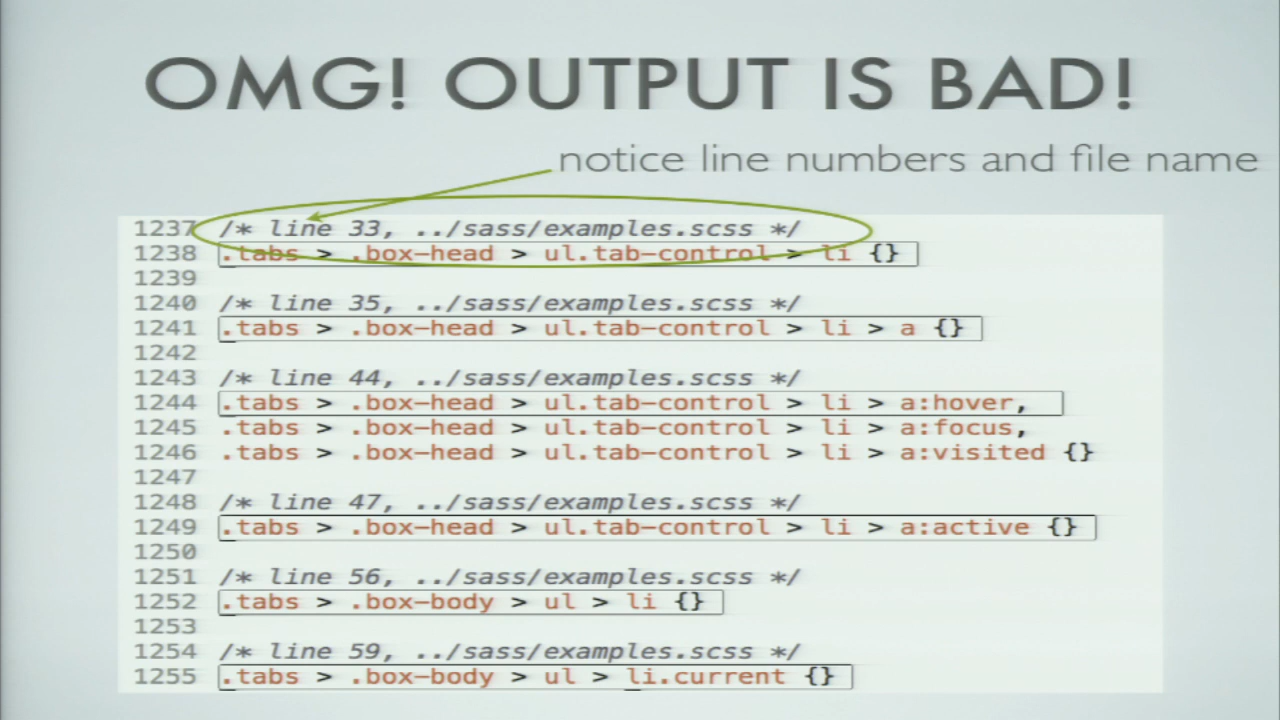 OMG! OUTPUT IS BAD!
notice line numbers and file name
1237 /* line 33, ../sass/examples.scss */
1238 .tabs > .box-head > ul.tab-control > li {}
1239
1240 /* line 35, ../sass/examples.scss */
1241 .tabs > .box-head > ul.tab-control > li > a {}
1242
1243 /* line 44, ../sass/examples.scss */
1244 .tabs > .box-head > ul.tab-control > li > a:hover,
1245 .tabs > .box-head > ul.tab-control > li > a:focus,
1246 .tabs > .box-head > ul.tab-control > li > a:visited {}
1247
1248 /* line 47, ../sass/examples.scss */
1249 .tabs > .box-head > ul.tab-control > li > a:active {}
1250
1251 /* line 56, ../sass/examples.scss */
1252 .tabs > .box-body > ul > li {}
1253
1254 /* line 59, ../sass/examples.scss */
1255 .tabs > .box-body > ul > li.current {}